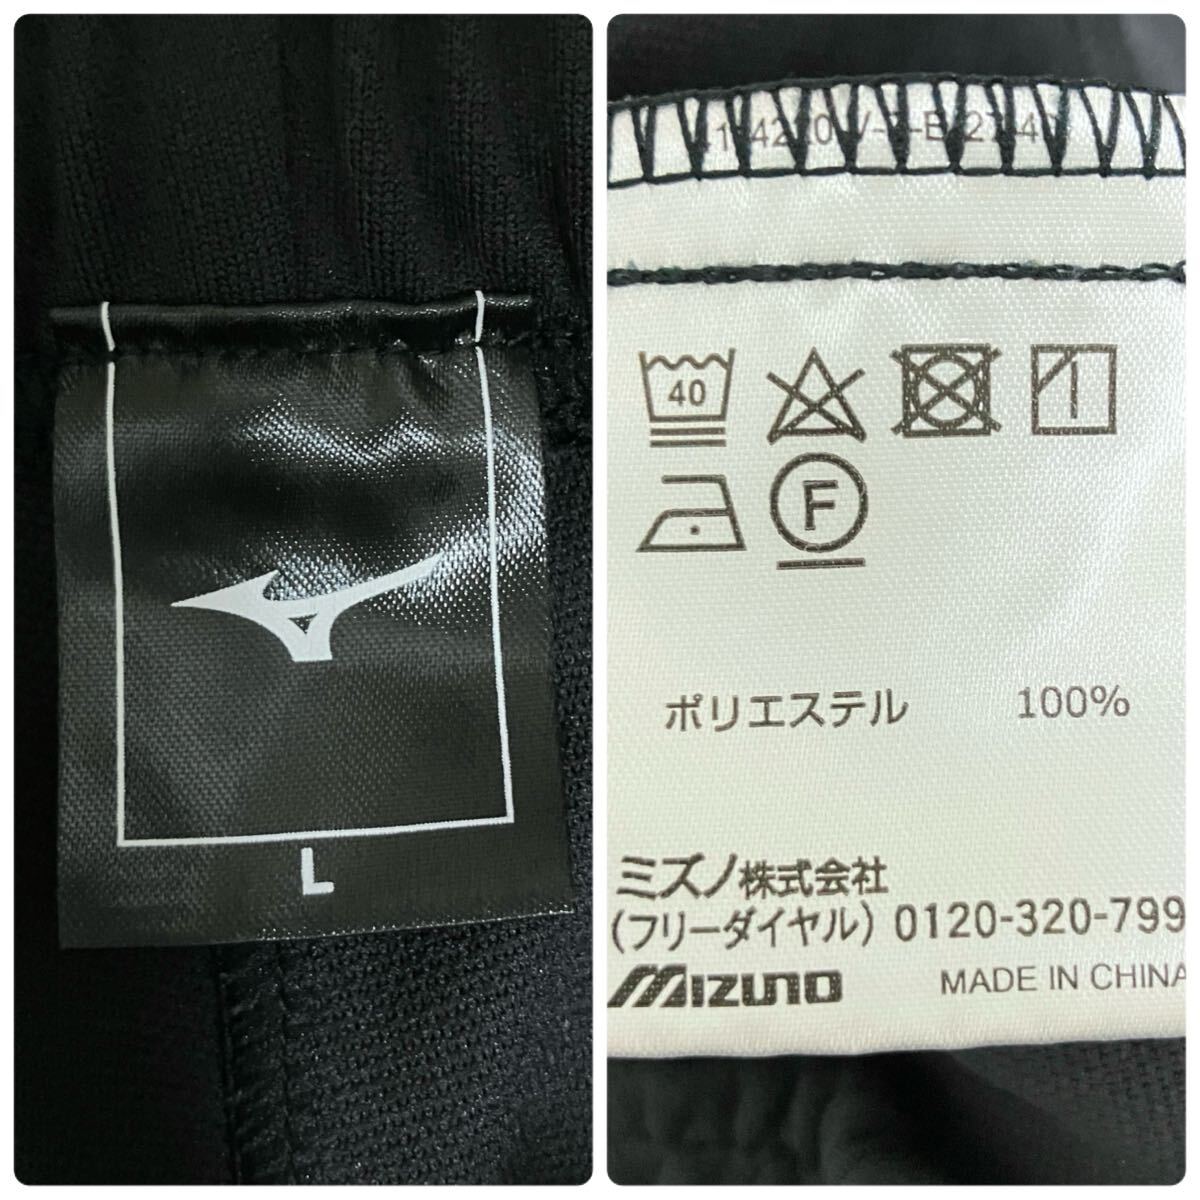 L
40
F
ポリエステル 100%
ミズノ株式会社
(フリーダイヤル) 0120-320-799
MIZUNO MADE IN CHINA